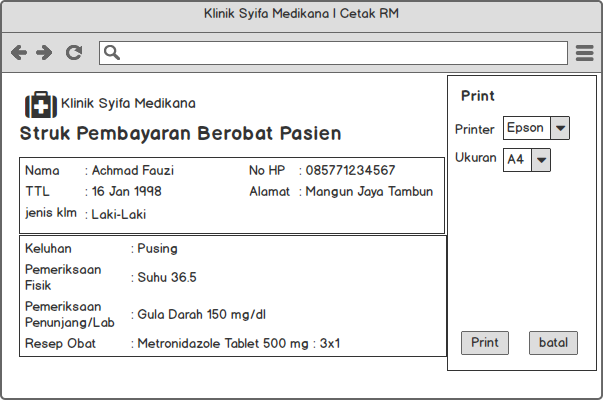 Klinik Syifa Medikana | Cetak RM
Klinik Syifa Medikana
Struk Pembayaran Berobat Pasien
Nama : Achmad Fauzi No HP : 085771234567
TTL : 16 Jan 1998 Alamat : Mangun Jaya Tambun
jenis klm : Laki-Laki
Keluhan : Pusing
Pemeriksaan
Fisik : Suhu 36.5
Pemeriksaan
Penunjang/Lab : Gula Darah 150 mg/dl
Resep Obat : Metronidazole Tablet 500 mg : 3x1
Print
Printer Epson
Ukuran A4
Print batal